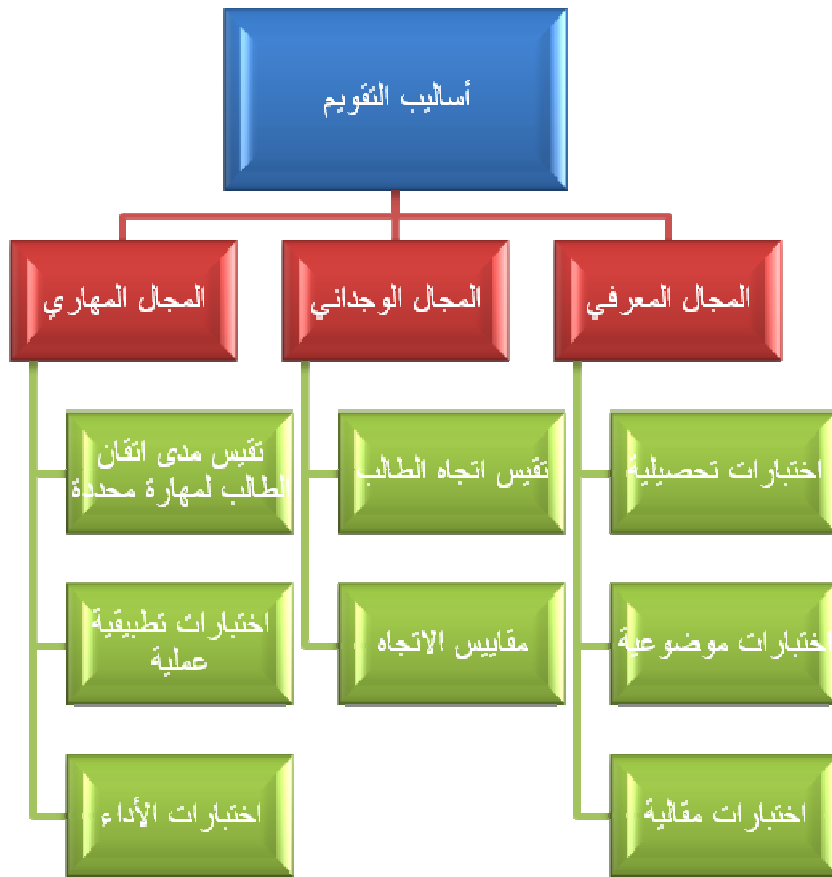 أساليب التقويم
المجال المعرفي
المجال الوجداني
المجال المهاري
اختبارات تحصيلية
اختبارات موضوعية
اختبارات مقالية
تقيس اتجاه الطالب
مقاييس الاتجاه
تقيس مدى اتقان
الطالب لمهارة محددة
اختبارات تطبيقية
عملية
اختبارات الأداء